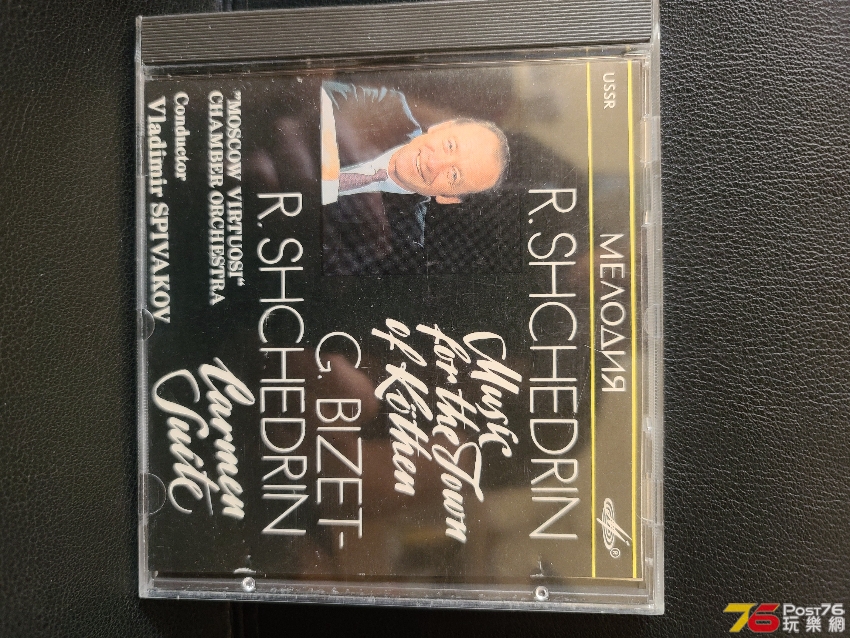 USSR
МЕЛОДИЯ
®
R. SHCHEDRIN
Music
for the Town
of Köthen
G. BIZET-
R. SHCHEDRIN
Carmen
Suite
"MOSCOW VIRTUOSI"
CHAMBER ORCHESTRA
Conductor
Vladimir SPIVAKOV
76 Post76
玩樂網